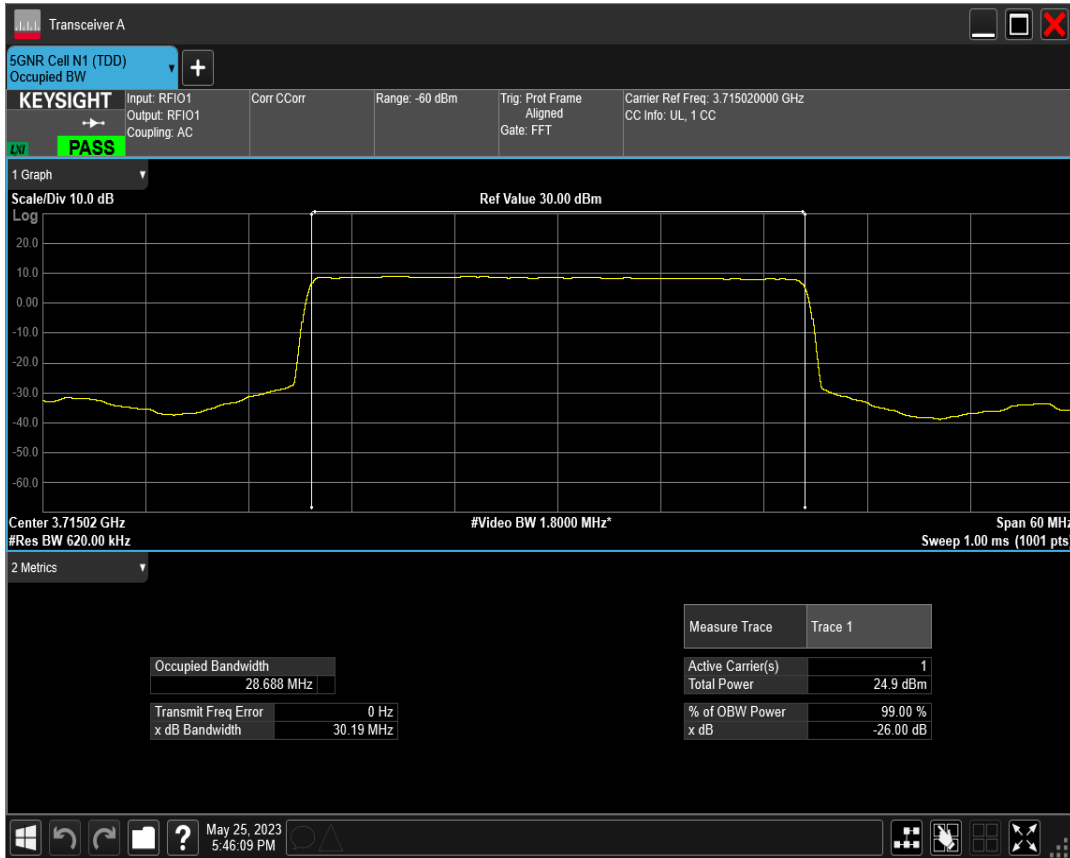 Transceiver A
5GNR Cell N1 (TDD)
Occupied BW
+
KEYSIGHT
LXI
PASS
Input: RFIO1
Output: RFIO1
Coupling: AC
Corr CCorr
Range: -60 dBm
Trig: Prot Frame
Aligned
Gate: FFT
Carrier Ref Freq: 3.715020000 GHz
CC Info: UL, 1 CC
1 Graph
Scale/Div 10.0 dB
Ref Value 30.00 dBm
Log
20.0
10.0
0.00
-10.0
-20.0
-30.0
-40.0
-50.0
-60.0
Center 3.71502 GHz
#Video BW 1.8000 MHz*
Span 60 MHz
#Res BW 620.00 kHz
Sweep 1.00 ms (1001 pts)
2 Metrics
Measure Trace Trace 1
Occupied Bandwidth
28.688 MHz
Transmit Freq Error 0 Hz
x dB Bandwidth 30.19 MHz
Active Carrier(s) 1
Total Power 24.9 dBm
% of OBW Power 99.00 %
x dB -26.00 dB
?
May 25, 2023
5:46:09 PM